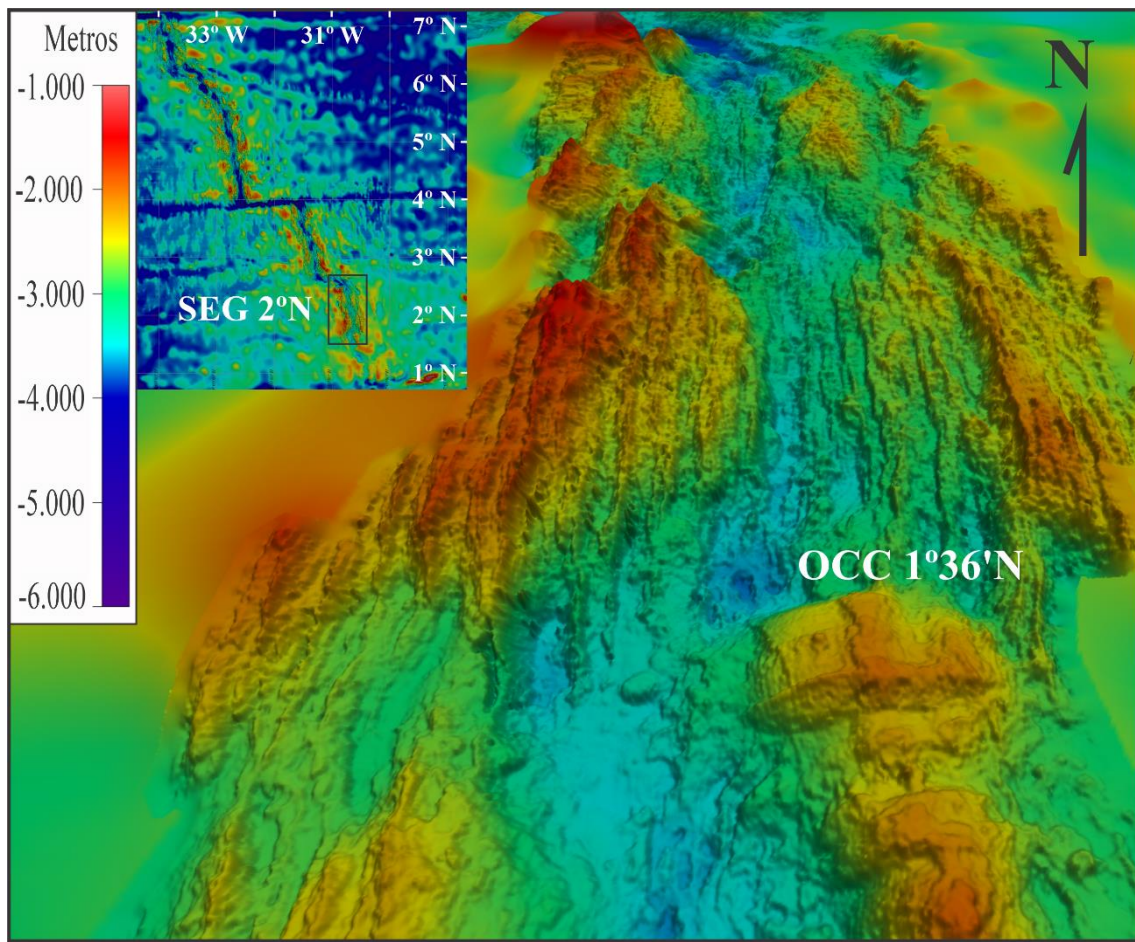 Metros
-1.000
-2.000
-3.000
-4.000
-5.000
-6.000
33º W
31º W
7º N
6º N
5º N
4º N
3º N
2º N
1º N
SEG 2ºN
N
OCC 1º36'N